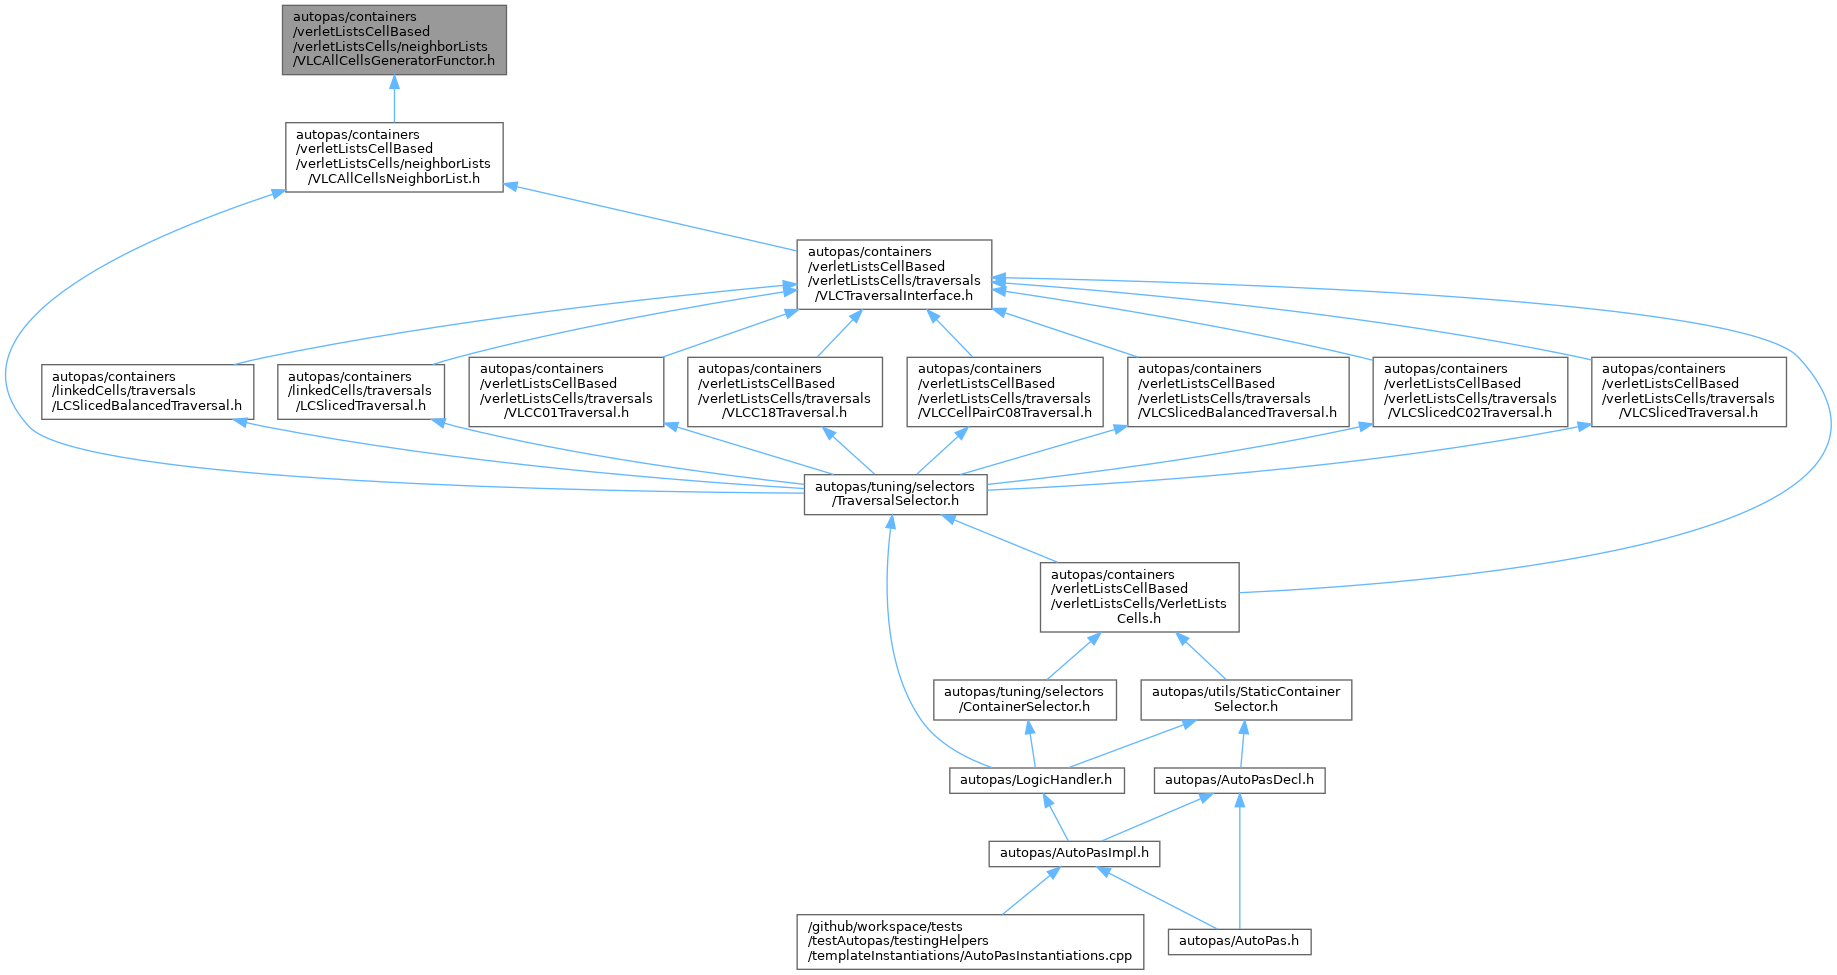 autopas/containers
/verletListsCellBased
/verletListsCells/neighborLists
/VLCAllCellsGeneratorFunctor.h
autopas/containers
/verletListsCellBased
/verletListsCells/neighborLists
/VLCAllCellsNeighborList.h
autopas/containers
/verletListsCellBased
/verletListsCells/traversals
/VLCTraversalInterface.h
autopas/containers
/linkedCells/traversals
/LCSlicedBalancedTraversal.h
autopas/containers
/linkedCells/traversals
/LCSlicedTraversal.h
autopas/containers
/verletListsCellBased
/verletListsCells/traversals
/VLCC01Traversal.h
autopas/containers
/verletListsCellBased
/verletListsCells/traversals
/VLCC18Traversal.h
autopas/containers
/verletListsCellBased
/verletListsCells/traversals
/VLCCellPairC08Traversal.h
autopas/containers
/verletListsCellBased
/verletListsCells/traversals
/VLCSlicedBalancedTraversal.h
autopas/containers
/verletListsCellBased
/verletListsCells/traversals
/VLCSlicedC02Traversal.h
autopas/containers
/verletListsCellBased
/verletListsCells/traversals
/VLCSlicedTraversal.h
autopas/tuning/selectors
/TraversalSelector.h
autopas/containers
/verletListsCellBased
/verletListsCells/VerletLists
Cells.h
autopas/tuning/selectors
/ContainerSelector.h
autopas/utils/StaticContainer
Selector.h
autopas/LogicHandler.h
autopas/AutoPasDecl.h
autopas/AutoPasImpl.h
/github/workspace/tests
/testAutopas/testingHelpers
/templateInstantiations/AutoPasInstantiations.cpp
autopas/AutoPas.h